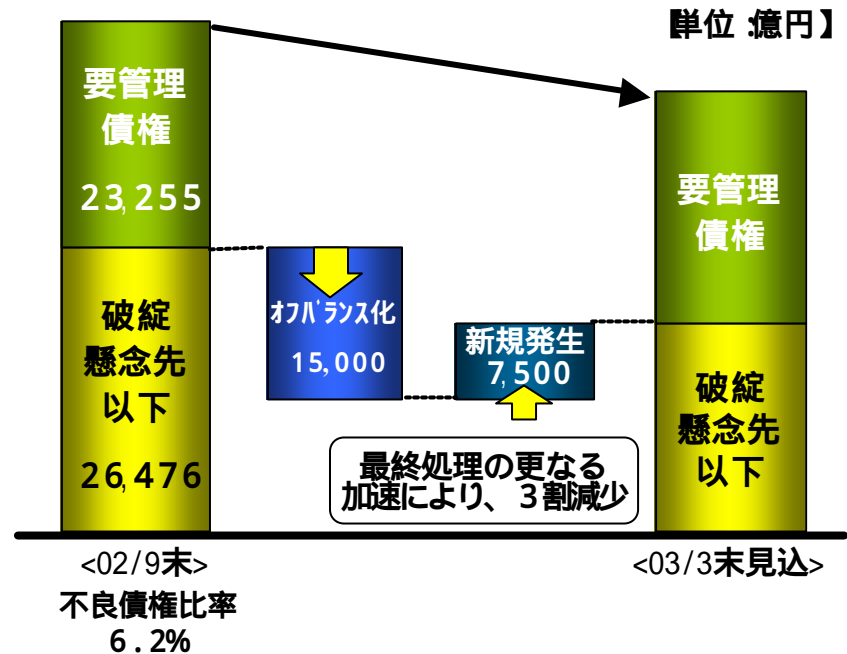 【単位:億円】
要管理
債権
23,255
破綻
懸念先
以下
26,476
オフバランス化
15,000
新規発生
7,500
最終処理の更なる
加速により、3割減少
要管理
債権
破綻
懸念先
以下
<02/9末>
不良債権比率
6.2%
<03/3末見込>